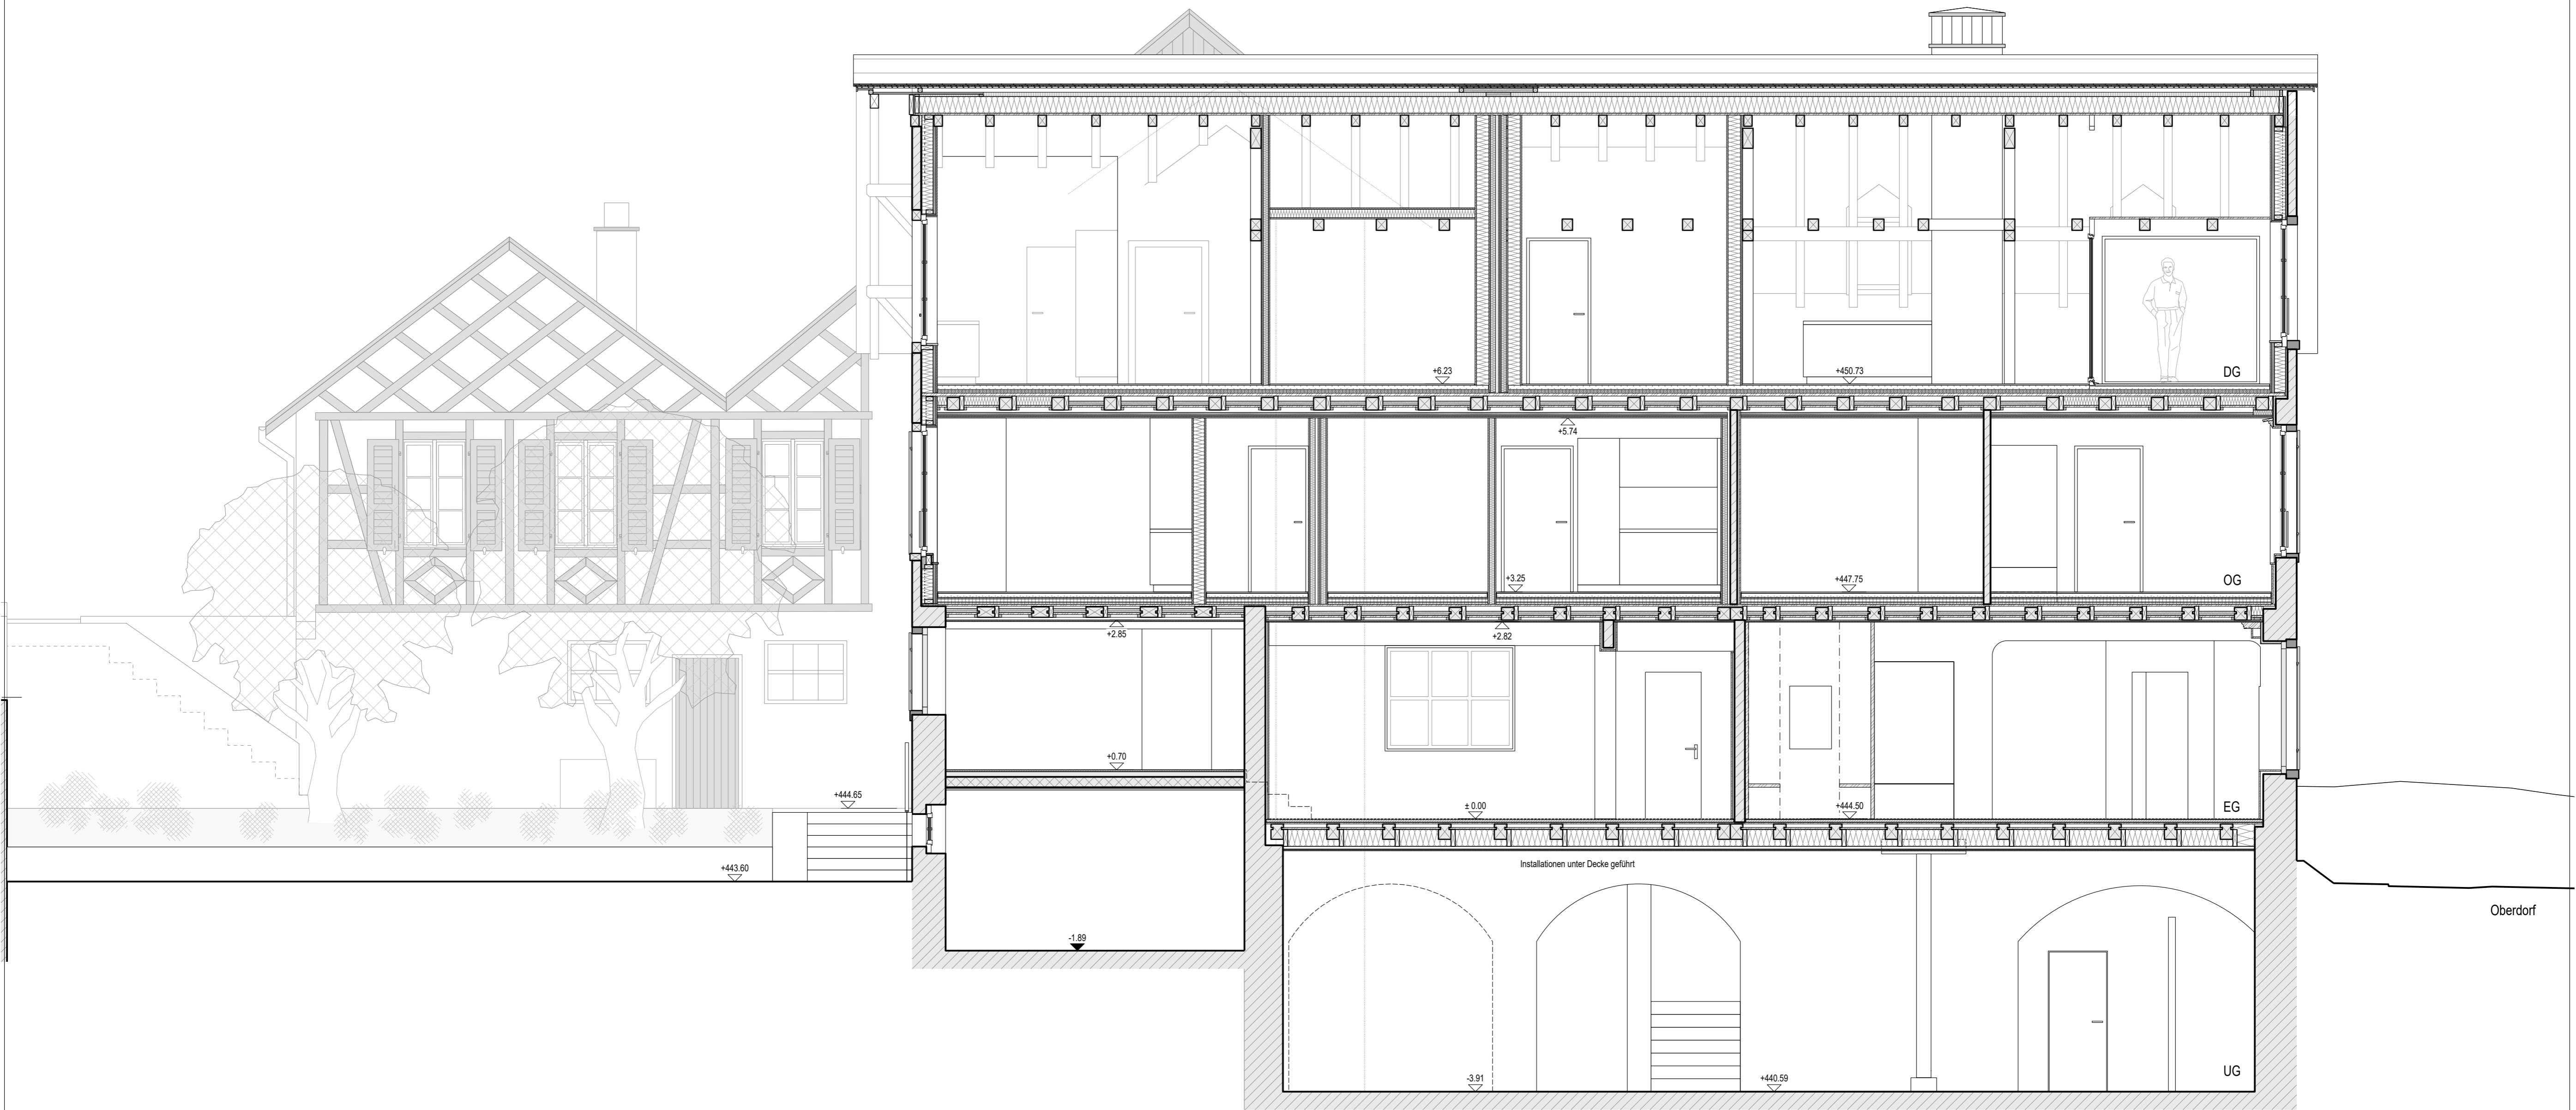 +6.23
+450.73
DG
+5.74
+3.25
+447.75
OG
+2.85
+2.82
+0.70
+444.65
± 0.00
+444.50
EG
+443.60
Installationen unter Decke geführt
Oberdorf
-1.89
-3.91
+440.59
UG